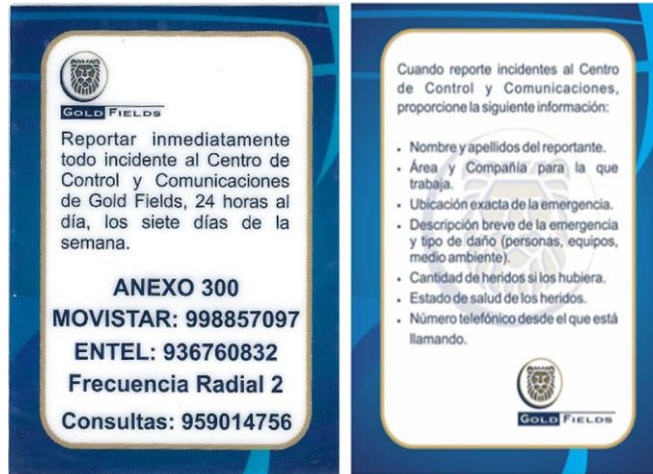 GOLD FIELDS
Reportar inmediatamente
todo incidente al Centro de
Control y Comunicaciones
de Gold Fields, 24 horas al
día, los siete días de la
semana.
ANEXO 300
MOVISTAR: 998857097
ENTEL: 936760832
Frecuencia Radial 2
Consultas: 959014756
Cuando reporte incidentes al Centro
de Control y Comunicaciones,
proporcione la siguiente información:
• Nombre y apellidos del reportante.
• Área y Compañía para la que
trabaja.
• Ubicación exacta de la emergencia.
• Descripción breve de la emergencia
y tipo de daño (personas, equipos,
medio ambiente).
• Cantidad de heridos si los hubiera.
• Estado de salud de los heridos.
• Número telefónico desde el que está
llamando.
GOLD FIELDS